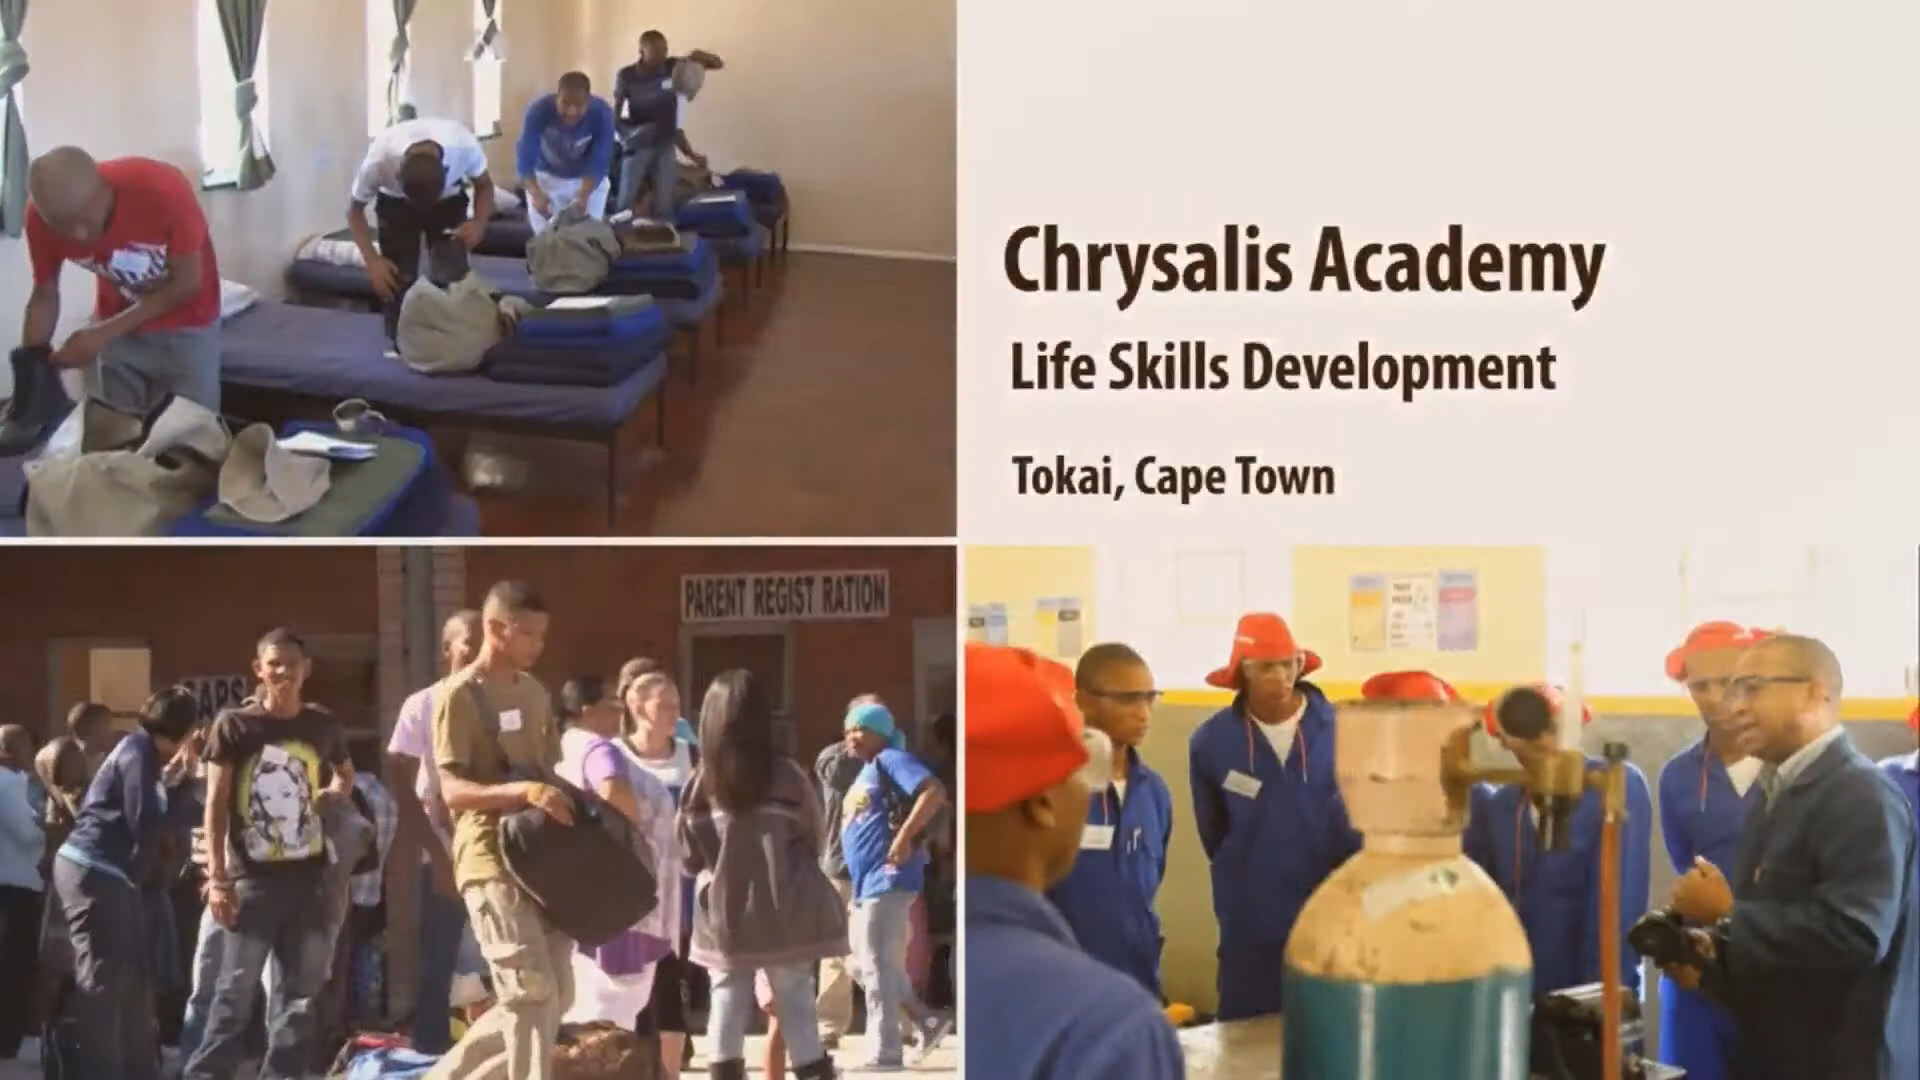 Chrysalis Academy
Life Skills Development
Tokai, Cape Town
PARENT REGIST RATION